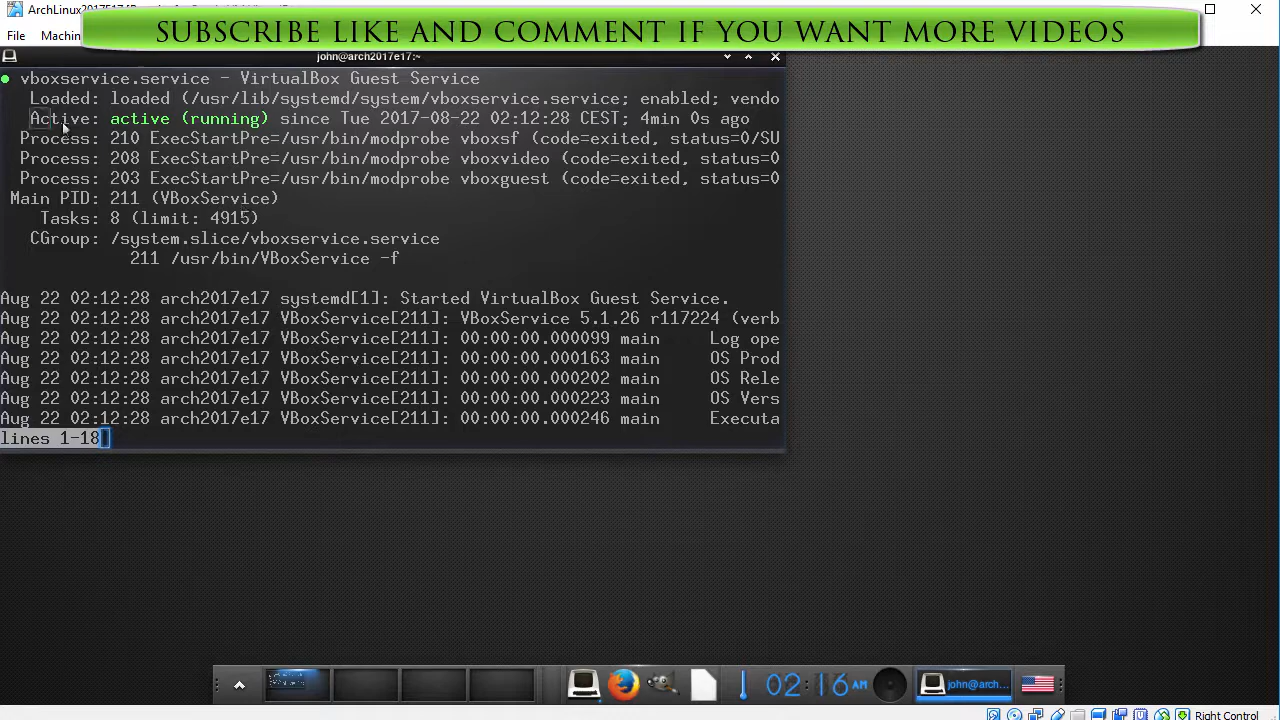 ArchLinux2017
SUBSCRIBE LIKE AND COMMENT IF YOU WANT MORE VIDEOS
File Machin
john@arch2017e17:~
vboxservice.service - VirtualBox Guest Service
Loaded: loaded (/usr/lib/systemd/system/vboxservice.service; enabled; vendo
Active: active (running) since Tue 2017-08-22 02:12:28 CEST; 4min 0s ago
Process: 210 ExecStartPre=/usr/bin/modprobe vboxsf (code=exited, status=0/SU
Process: 208 ExecStartPre=/usr/bin/modprobe vboxvideo (code=exited, status=0
Process: 203 ExecStartPre=/usr/bin/modprobe vboxguest (code=exited, status=0
Main PID: 211 (VBoxService)
Tasks: 8 (limit: 4915)
CGroup: /system.slice/vboxservice.service
211 /usr/bin/VBoxService -f
Aug 22 02:12:28 arch2017e17 systemd[1]: Started VirtualBox Guest Service.
Aug 22 02:12:28 arch2017e17 VBoxService[211]: VBoxService 5.1.26 r117224 (verb
Aug 22 02:12:28 arch2017e17 VBoxService[211]: 00:00:00.000099 main Log ope
Aug 22 02:12:28 arch2017e17 VBoxService[211]: 00:00:00.000163 main OS Prod
Aug 22 02:12:28 arch2017e17 VBoxService[211]: 00:00:00.000202 main OS Rele
Aug 22 02:12:28 arch2017e17 VBoxService[211]: 00:00:00.000223 main OS Vers
Aug 22 02:12:28 arch2017e17 VBoxService[211]: 00:00:00.000246 main Executa
lines 1-18
02:16 AM
john@arch...
Right Control